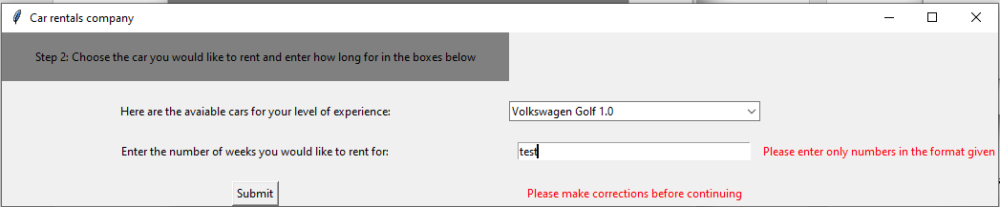 Car rentals company
Step 2: Choose the car you would like to rent and enter how long for in the boxes below
Here are the avaiable cars for your level of experience:
Volkswagen Golf 1.0
Enter the number of weeks you would like to rent for:
test
Please enter only numbers in the format given
Submit
Please make corrections before continuing